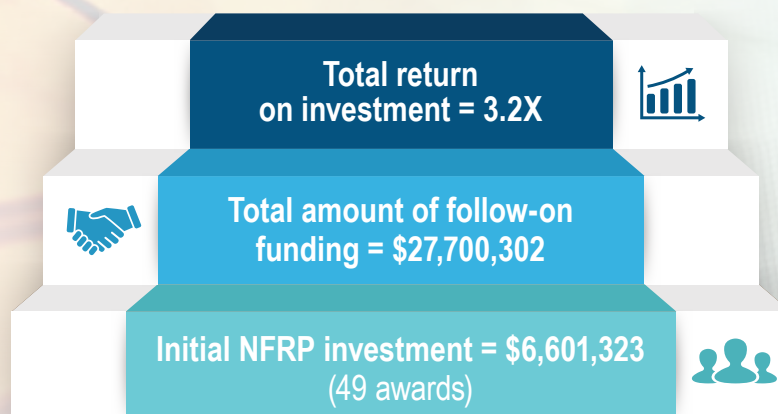 Total return
on investment = 3.2X
Total amount of follow-on
funding = $27,700,302
Initial NFRP investment = $6,601,323
(49 awards)